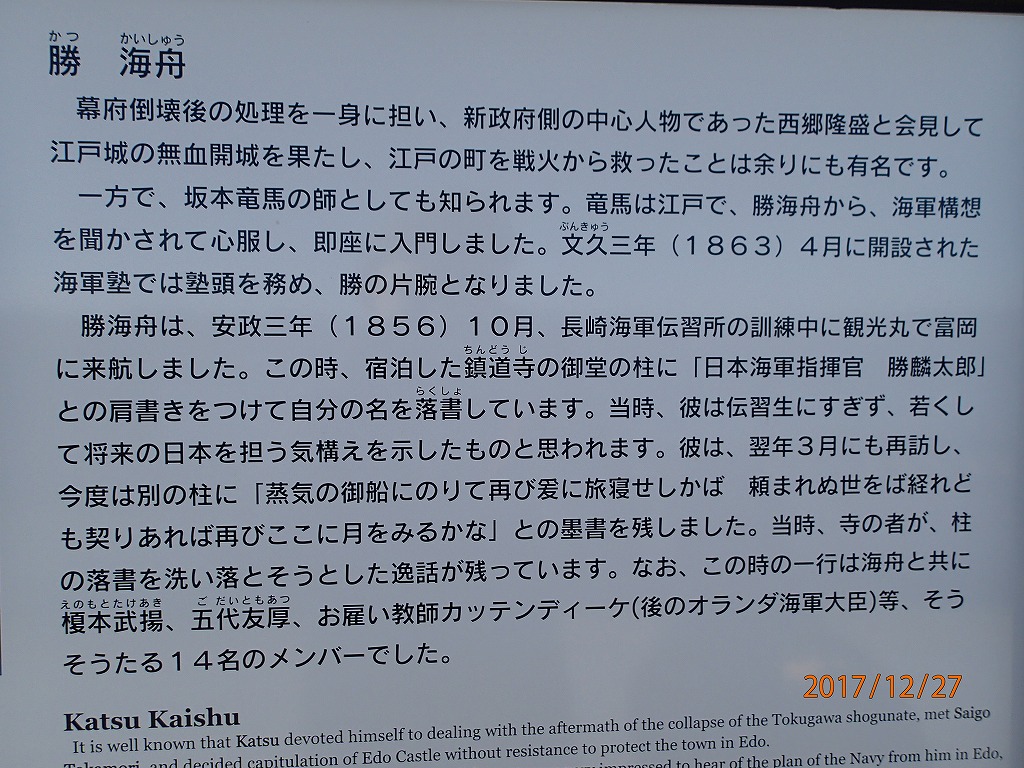 かつ かいしゅう
勝 海舟
幕府倒壊後の処理を一身に担い、新政府側の中心人物であった西郷隆盛と会見して
江戸城の無血開城を果たし、江戸の町を戦火から救ったことは余りにも有名です。
一方で、坂本竜馬の師としても知られます。竜馬は江戸で、勝海舟から、海軍構想
ぶんきゅう
を聞かされて心服し、即座に入門しました。文久三年（１８６３）４月に開設された
海軍塾では塾頭を務め、勝の片腕となりました。
勝海舟は、安政三年（１８５６）１０月、長崎海軍伝習所の訓練中に観光丸で富岡
ちんどうじ
に来航しました。この時、宿泊した鎮道寺の御堂の柱に「日本海軍指揮官　勝麟太郎」
らくしょ
との肩書きをつけて自分の名を落書しています。当時、彼は伝習生にすぎず、若くし
て将来の日本を担う気構えを示したものと思われます。彼は、翌年３月にも再訪し、
今度は別の柱に「蒸気の御船にのりて再び爰に旅寝せしかば　頼まれぬ世をば経れど
も契りあれば再びここに月をみるかな」との墨書を残しました。当時、寺の者が、柱
の落書を洗い落とそうとした逸話が残っています。なお、この時の一行は海舟と共に
えのもとたけあき ごだいともあつ
榎本武揚、五代友厚、お雇い教師カッテンディーケ(後のオランダ海軍大臣)等、そう
そうたる１４名のメンバーでした。
2017/12/27
Katsu Kaishu
It is well known that Katsu devoted himself to dealing with the aftermath of the collapse of the Tokugawa shogunate, met Saigo
Takamori, and decided capitulation of Edo Castle without resistance to protect the town in Edo.
impressed to hear of the plan of the Navy from him in Edo,